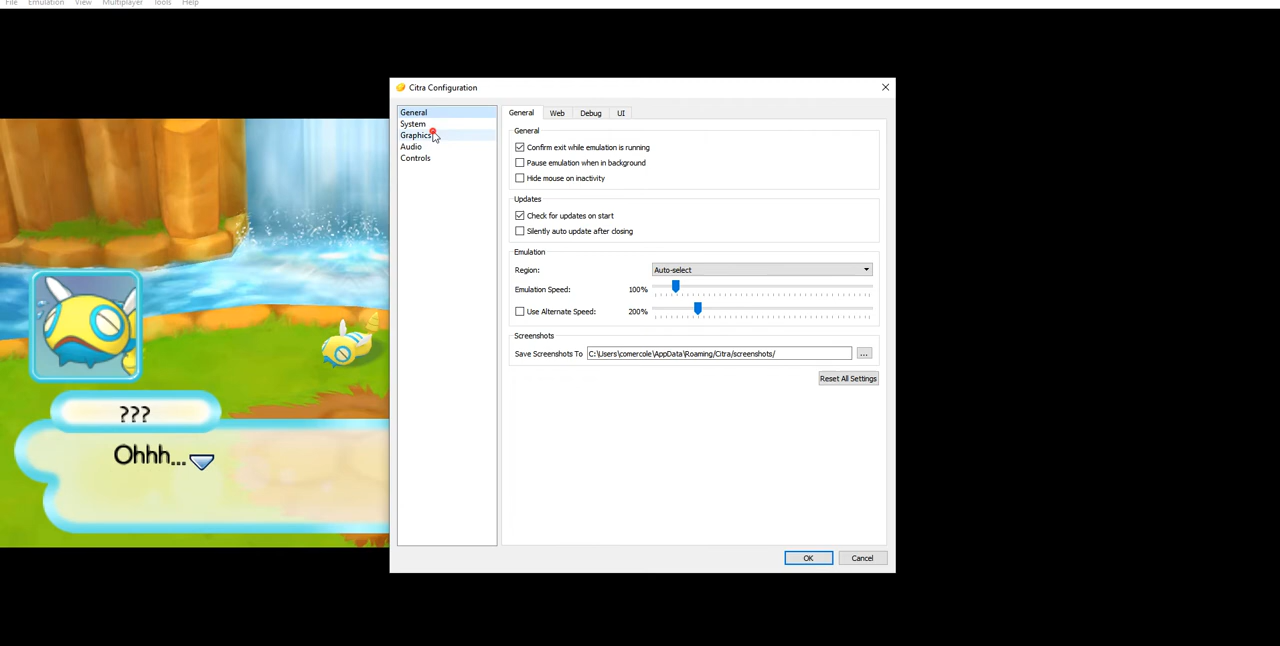 File Emulation View Multiplayer Tools Help
Citra Configuration
General
System
Graphics
Audio
Controls
General Web Debug UI
General
Confirm exit while emulation is running
Pause emulation when in background
Hide mouse on inactivity
Updates
Check for updates on start
Silently auto update after closing
Emulation
Region: Auto-select
Emulation Speed: 100%
Use Alternate Speed: 200%
Screenshots
Save Screenshots To C:\Users\comercole\AppData\Roaming/Citra/screenshots/ ...
Reset All Settings
OK Cancel
???
Ohhh...